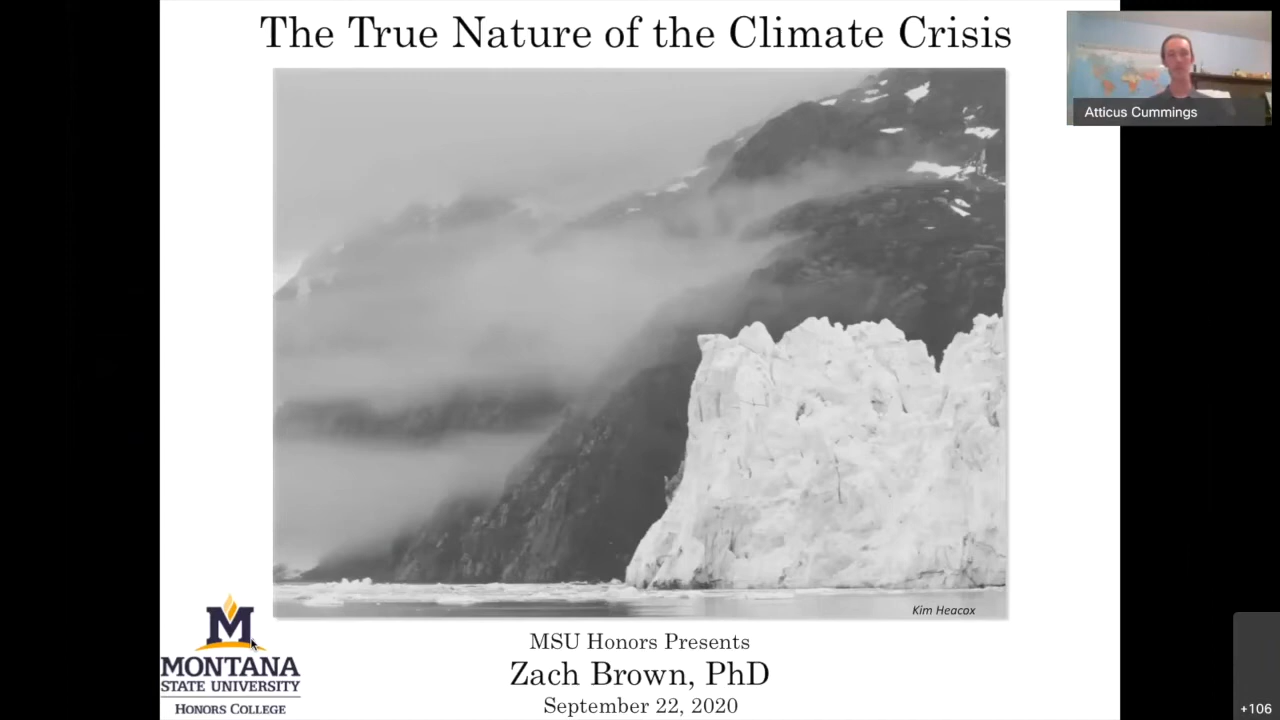 The True Nature of the Climate Crisis
Atticus Cummings
Kim Heacox
MSU Honors Presents
Zach Brown, PhD
September 22, 2020
M
MONTANA
STATE UNIVERSITY
HONORS COLLEGE
+106